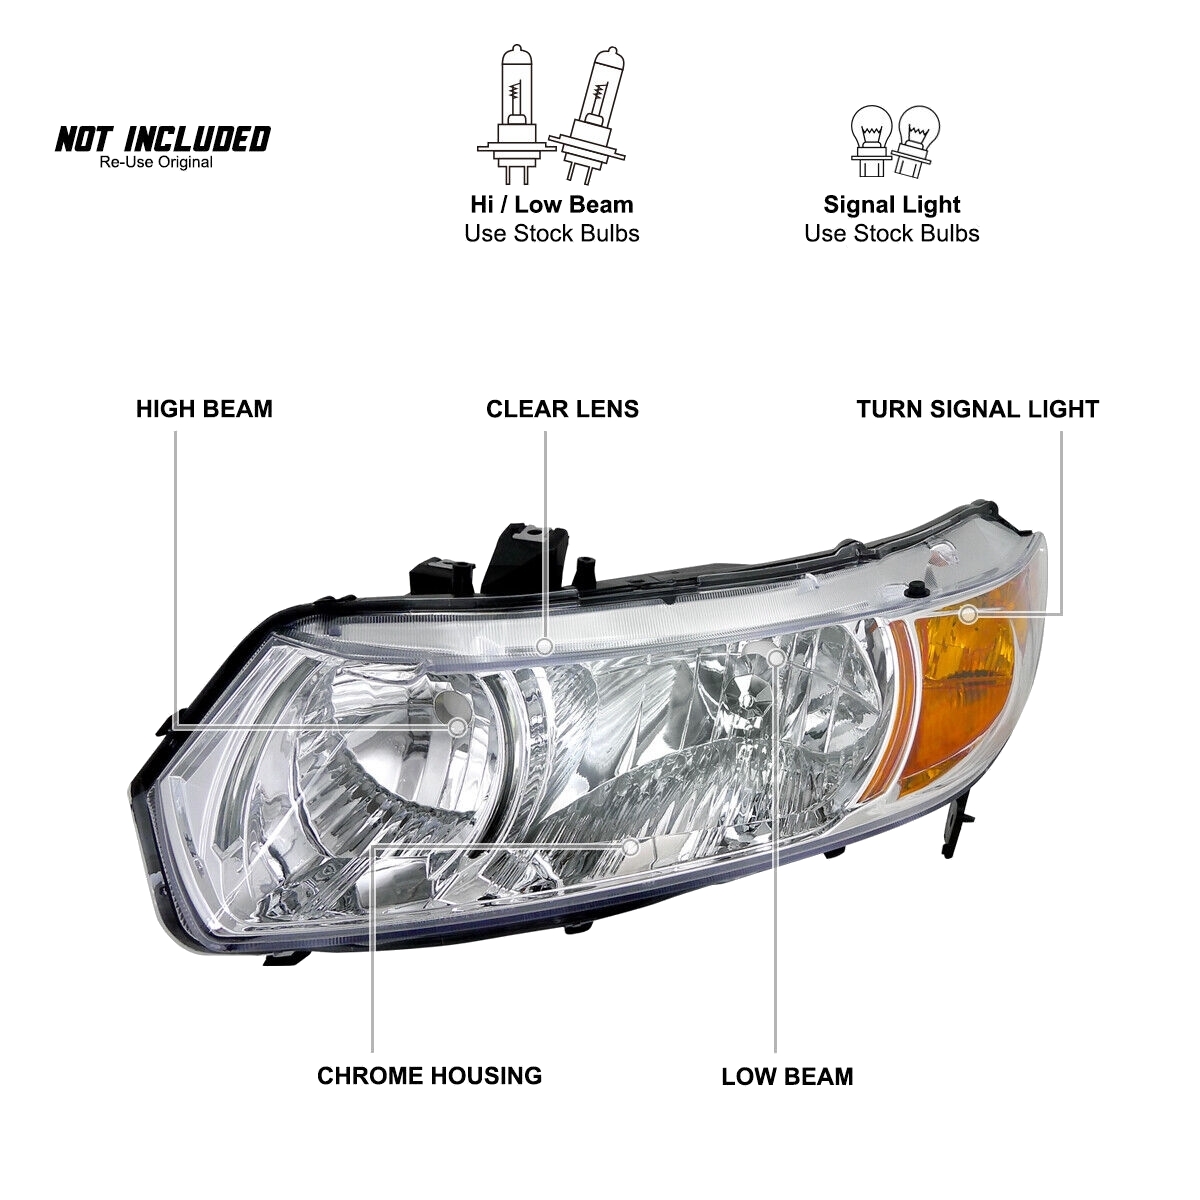 NOT INCLUDED
Re-Use Original
Hi / Low Beam
Use Stock Bulbs
Signal Light
Use Stock Bulbs
HIGH BEAM
CLEAR LENS
TURN SIGNAL LIGHT
CHROME HOUSING
LOW BEAM